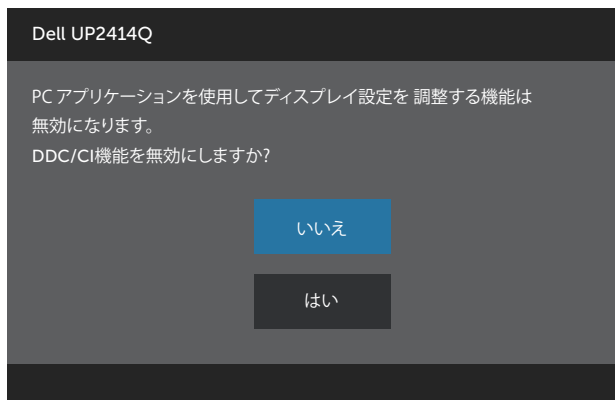 Dell UP2414Q
PC アプリケーションを使用してディスプレイ設定を 調整する機能は
無効になります。
DDC/CI機能を無効にしますか?
いいえ
はい